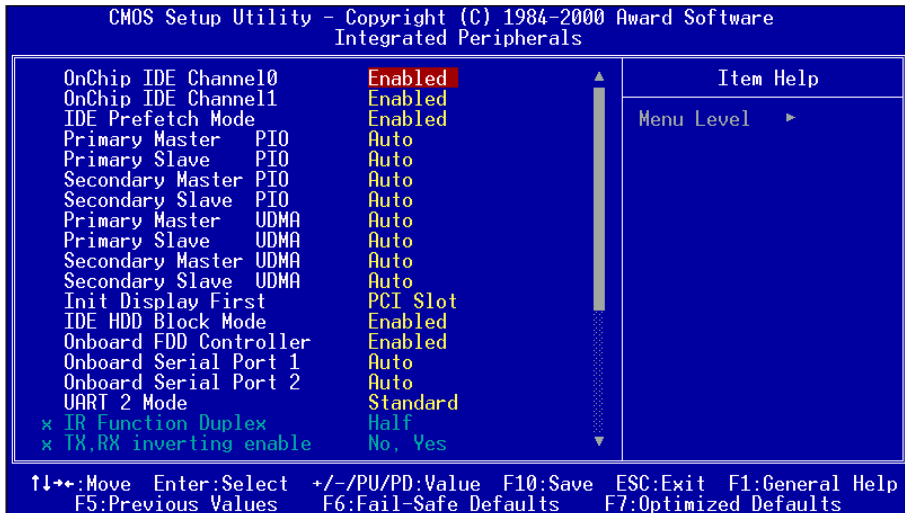 CMOS Setup Utility – Copyright (C) 1984-2000 Award Software
Integrated Peripherals
OnChip IDE Channel0 Enabled
OnChip IDE Channel1 Enabled
IDE Prefetch Mode Enabled
Primary Master PIO Auto
Primary Slave PIO Auto
Secondary Master PIO Auto
Secondary Slave PIO Auto
Primary Master UDMA Auto
Primary Slave UDMA Auto
Secondary Master UDMA Auto
Secondary Slave UDMA Auto
Init Display First PCI Slot
IDE HDD Block Mode Enabled
Onboard FDD Controller Enabled
Onboard Serial Port 1 Auto
Onboard Serial Port 2 Auto
UART 2 Mode Standard
x IR Function Duplex Half
x TX,RX inverting enable No, Yes
Item Help
Menu Level ►
↑↓→←:Move Enter:Select +/-/PU/PD:Value F10:Save ESC:Exit F1:General Help
F5:Previous Values F6:Fail-Safe Defaults F7:Optimized Defaults